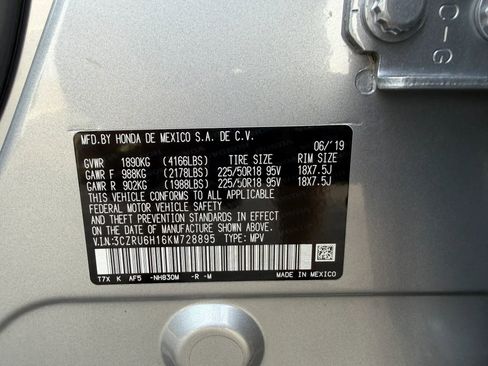 O-G
MFD.BY HONDA DE MEXICO S.A. DE C.V.
06/'19
GVWR 1890KG (4166LBS) TIRE SIZE RIM SIZE
GAWR F 988KG (2178LBS) 225/50R18 95V 18X7.5J
GAWR R 902KG (1988LBS) 225/50R18 95V 18X7.5J
THIS VEHICLE CONFORMS TO ALL APPLICABLE
FEDERAL MOTOR VEHICLE SAFETY, BUMPER,
AND THEFT PREVENTION STANDARDS
IN EFFECT ON THE DATE OF MANUFACTURE SHOWN ABOVE.
V.I.N:3CZRU6H16KM728895 TYPE: MPV
T7X K AF5 -NH830M -R -M
MADE IN MEXICO